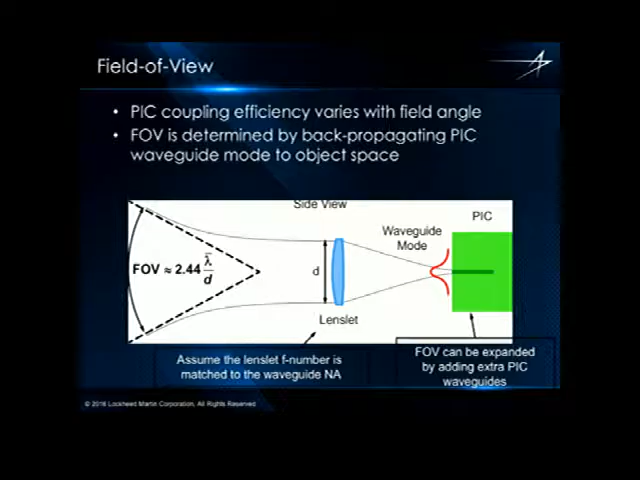 Field-of-View
• PIC coupling efficiency varies with field angle
• FOV is determined by back-propagating PIC
waveguide mode to object space
Side View
PIC
Waveguide
Mode
FOV ≈ 2.44 λ̄/d
d
Lenslet
Assume the lenslet f-number is
matched to the waveguide NA
FOV can be expanded
by adding extra PIC
waveguides
© 2016 Lockheed Martin Corporation, All Rights Reserved